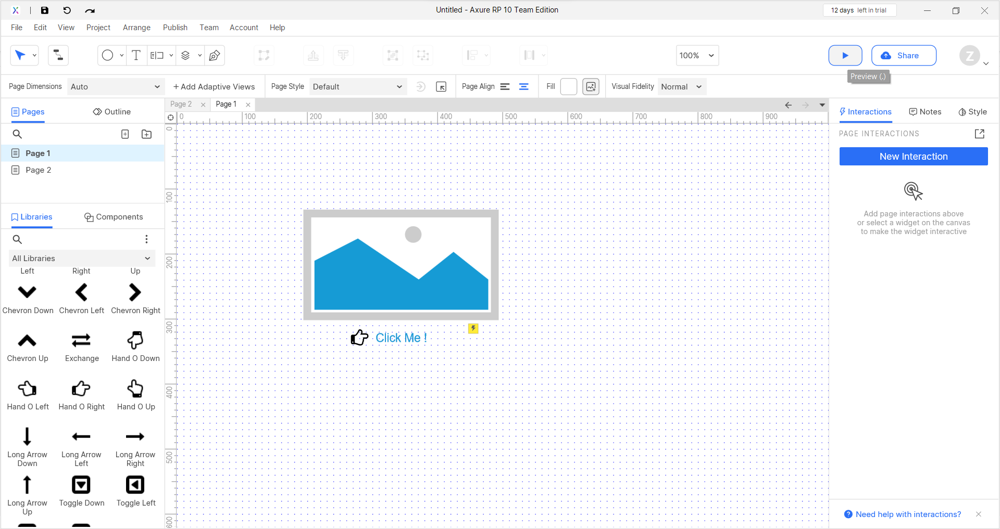 Untitled - Axure RP 10 Team Edition
12 days left in trial
File Edit View Project Arrange Publish Team Account Help
100%
Share
Z
Preview (.)
Page Dimensions Auto + Add Adaptive Views Page Style Default Page Align Fill Visual Fidelity Normal
Pages Outline
Page 2 Page 1
Interactions Notes Style
0 100 200 300 400 500 600 700 800 900
0
100
200
300
400
500
600
PAGE INTERACTIONS
New Interaction
Add page interactions above
or select a widget on the canvas
to make the widget interactive
Page 1
Page 2
Libraries Components
All Libraries
Left Right Up
Chevron Down Chevron Left Chevron Right
Chevron Up Exchange Hand O Down
Hand O Left Hand O Right Hand O Up
Long Arrow Long Arrow Long Arrow
Down Left Right
Long Arrow Toggle Down Toggle Left
Up
Click Me !
Need help with interactions?